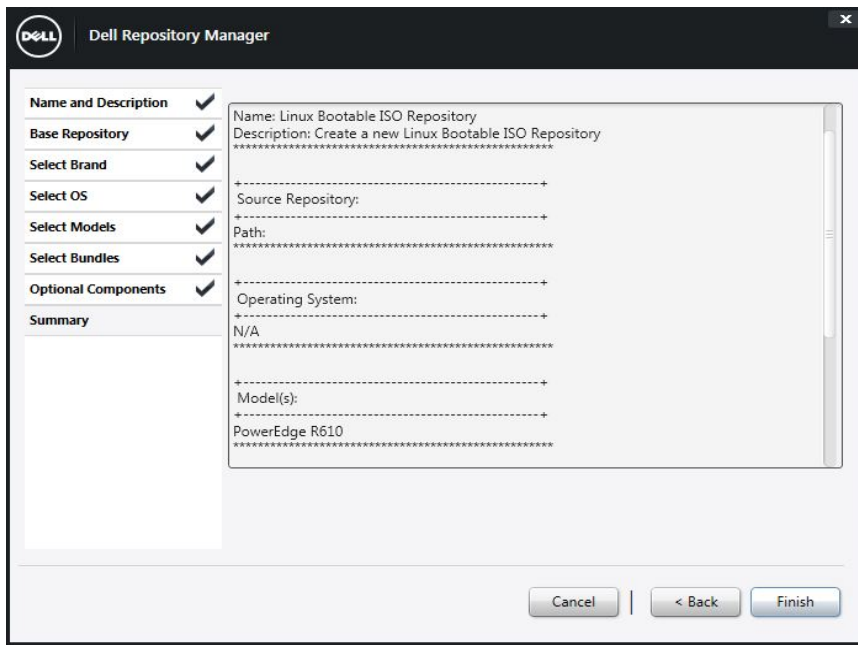 DELL
Dell Repository Manager
x
Name and Description
Base Repository
Select Brand
Select OS
Select Models
Select Bundles
Optional Components
Summary
Name: Linux Bootable ISO Repository
Description: Create a new Linux Bootable ISO Repository
****************************************************
+--------------------------------------------------+
Source Repository:
+--------------------------------------------------+
Path:
****************************************************
+--------------------------------------------------+
Operating System:
+--------------------------------------------------+
N/A
****************************************************
+--------------------------------------------------+
Model(s):
+--------------------------------------------------+
PowerEdge R610
****************************************************
Cancel | < Back Finish